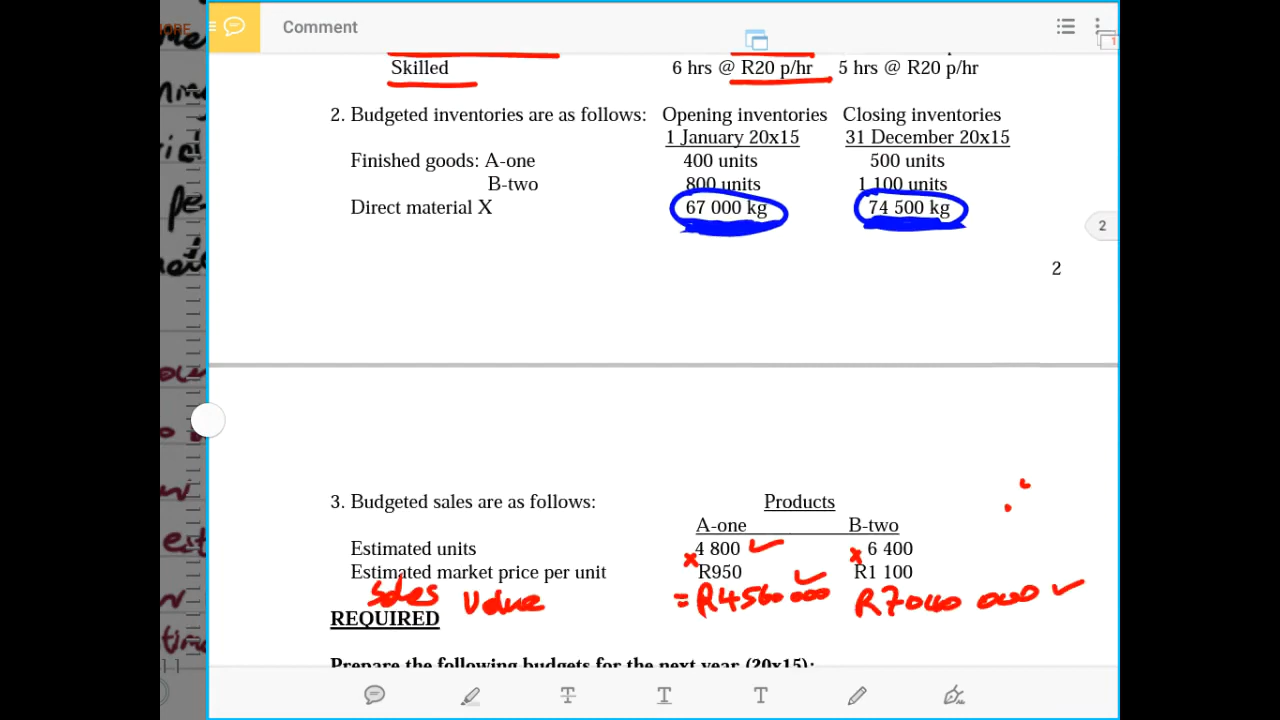 Comment
Skilled 6 hrs @ R20 p/hr 5 hrs @ R20 p/hr
2. Budgeted inventories are as follows: Opening inventories Closing inventories
1 January 20x15 31 December 20x15
Finished goods: A-one 400 units 500 units
B-two 800 units 1 100 units
Direct material X 67 000 kg 74 500 kg
2
2
3. Budgeted sales are as follows: Products
A-one B-two
Estimated units 4 800 6 400
Estimated market price per unit x R950 x R1 100
Sales Value = R4560 000 R7040 000
REQUIRED
Prepare the following budgets for the next year (20x15):